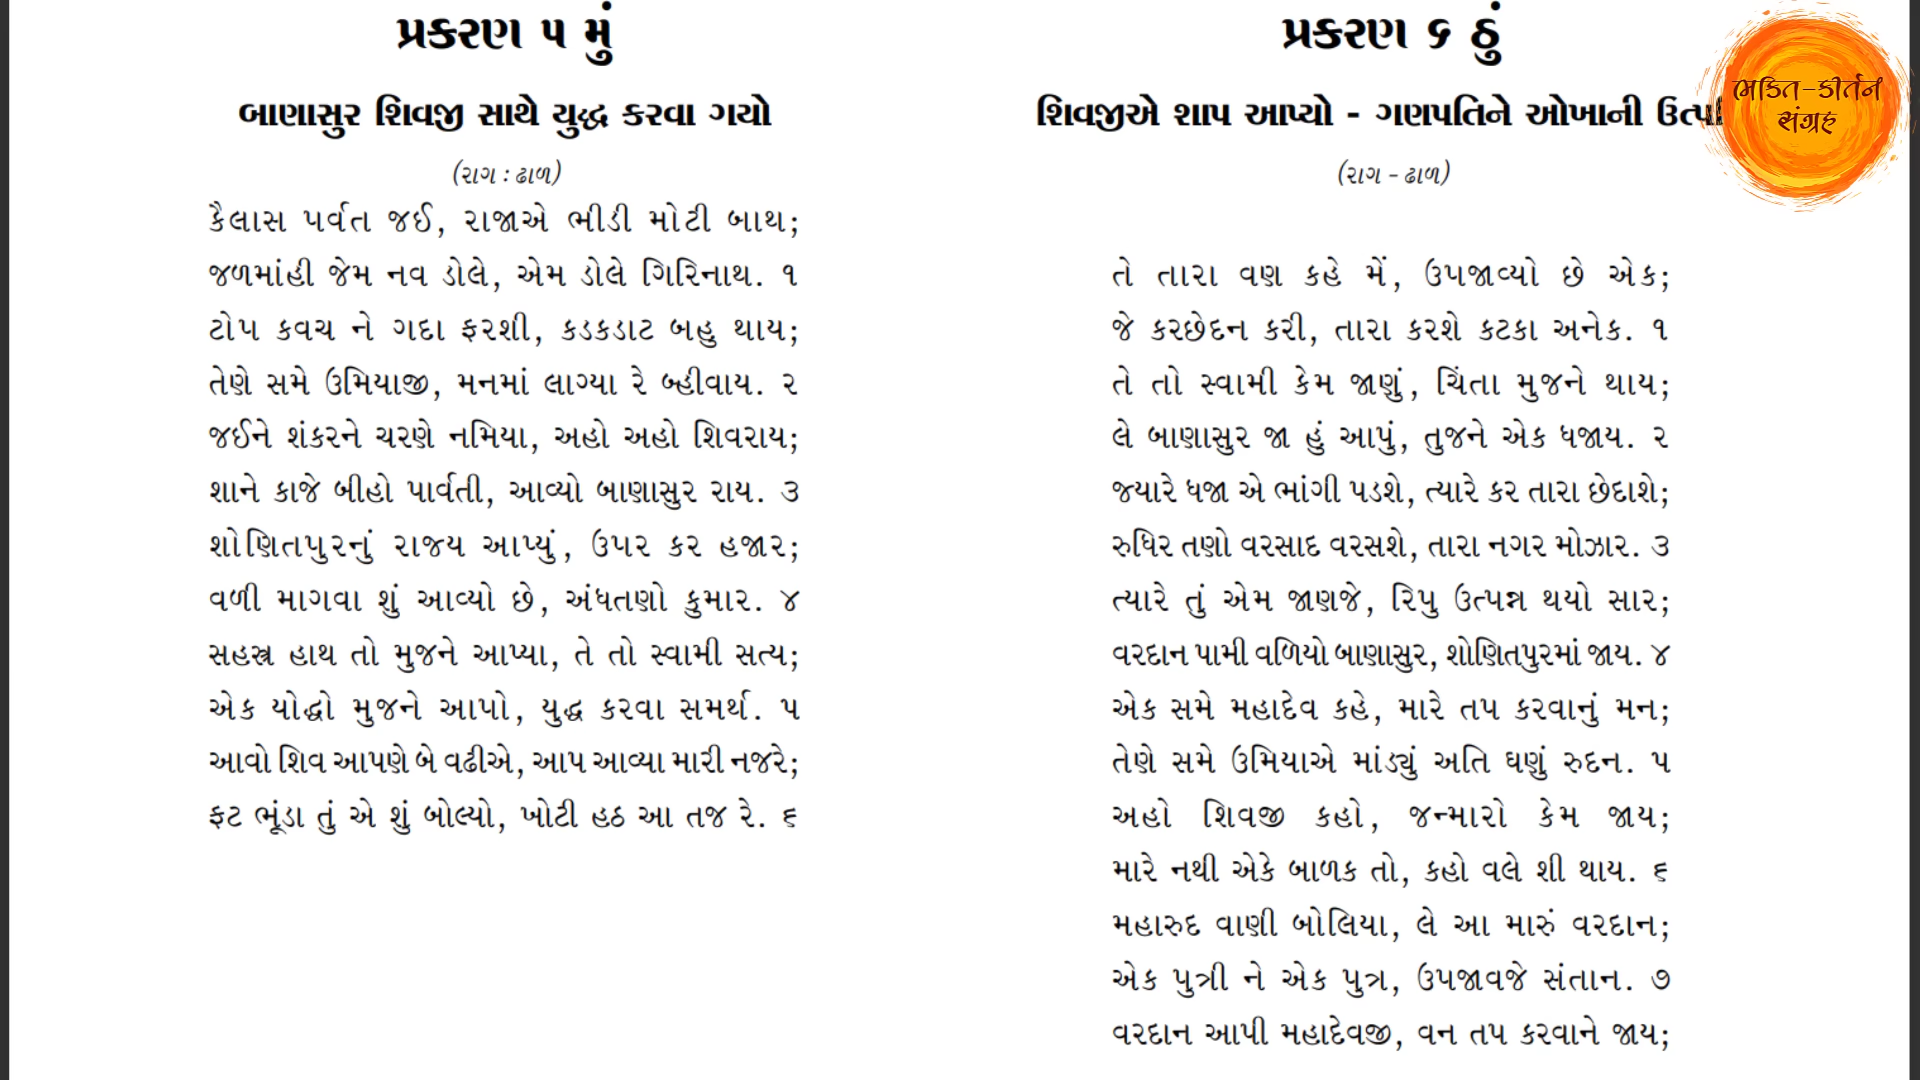 પ્રકરણ ૫ મું
બાણાસુર શિવજી સાથે યુદ્ધ કરવા ગયો
(રાગ : ઢાળ)
કૈલાસ પર્વત જઈ, રાજાએ ભીડી મોટી બાથ;
જળમાંહી જેમ નવ ડોલે, એમ ડોલે ગિરિનાથ. ૧
ટોપ કવચ ને ગદા ફરશી, કડકડાટ બહુ થાય;
તેણે સમે ઉમિયાજી, મનમાં લાગ્યા રે બ્હીવાય. ૨
જઈને શંકરને ચરણે નમિયા, અહો અહો શિવરાય;
શાને કાજે બીહો પાર્વતી, આવ્યો બાણાસુર રાય. ૩
શોણિતપુરનું રાજય આપ્યું, ઉપર કર હજાર;
વળી માગવા શું આવ્યો છે, અંધતણો કુમાર. ૪
સહસ્ત્ર હાથ તો મુજને આપ્યા, તે તો સ્વામી સત્ય;
એક યોદ્ધો મુજને આપો, યુદ્ધ કરવા સમર્થ. ૫
આવો શિવ આપણે બે વઢીએ, આપ આવ્યા મારી નજરે;
ફટ ભૂંડા તું એ શું બોલ્યો, ખોટી હઠ આ તજ રે. ૬
પ્રકરણ ૬ ઠ્ઠું
શિવજીએ શાપ આપ્યો - ગણપતિને ઓખાની
(રાગ - ઢાળ)
તે તારા વણ કહે મેં, ઉપજાવ્યો છે એક;
જે કરછેદન કરી, તારા કરશે કટકા અનેક. ૧
તે તો સ્વામી કેમ જાણું, ચિંતા મુજને થાય;
લે બાણાસુર જા હું આપું, તુજને એક ધજાય. ૨
જ્યારે ધજા એ ભાંગી પડશે, ત્યારે કર તારા છેદાશે;
રુધિર તણો વરસાદ વરસશે, તારા નગર મોઝાર. ૩
ત્યારે તું એમ જાણજે, રિપુ ઉત્પન્ન થયો સાર;
વરદાન પામી વળિયો બાણાસુર, શોણિતપુરમાં જાય. ૪
એક સમે મહાદેવ કહે, મારે તપ કરવાનું મન;
તેણે સમે ઉમિયાએ માંડ્યું અતિ ઘણું રુદન. ૫
અહો શિવજી કહો, જન્મારો કેમ જાય;
મારે નથી એકે બાળક તો, કહો વલે શી થાય. ૬
મહારુદ વાણી બોલિયા, લે આ મારું વરદાન;
એક પુત્રી ને એક પુત્ર, ઉપજાવજે સંતાન. ૭
વરદાન આપી મહાદેવજી, વન તપ કરવાને જાય;
ભક્તિ-કીર્તન
સંગ્રહ